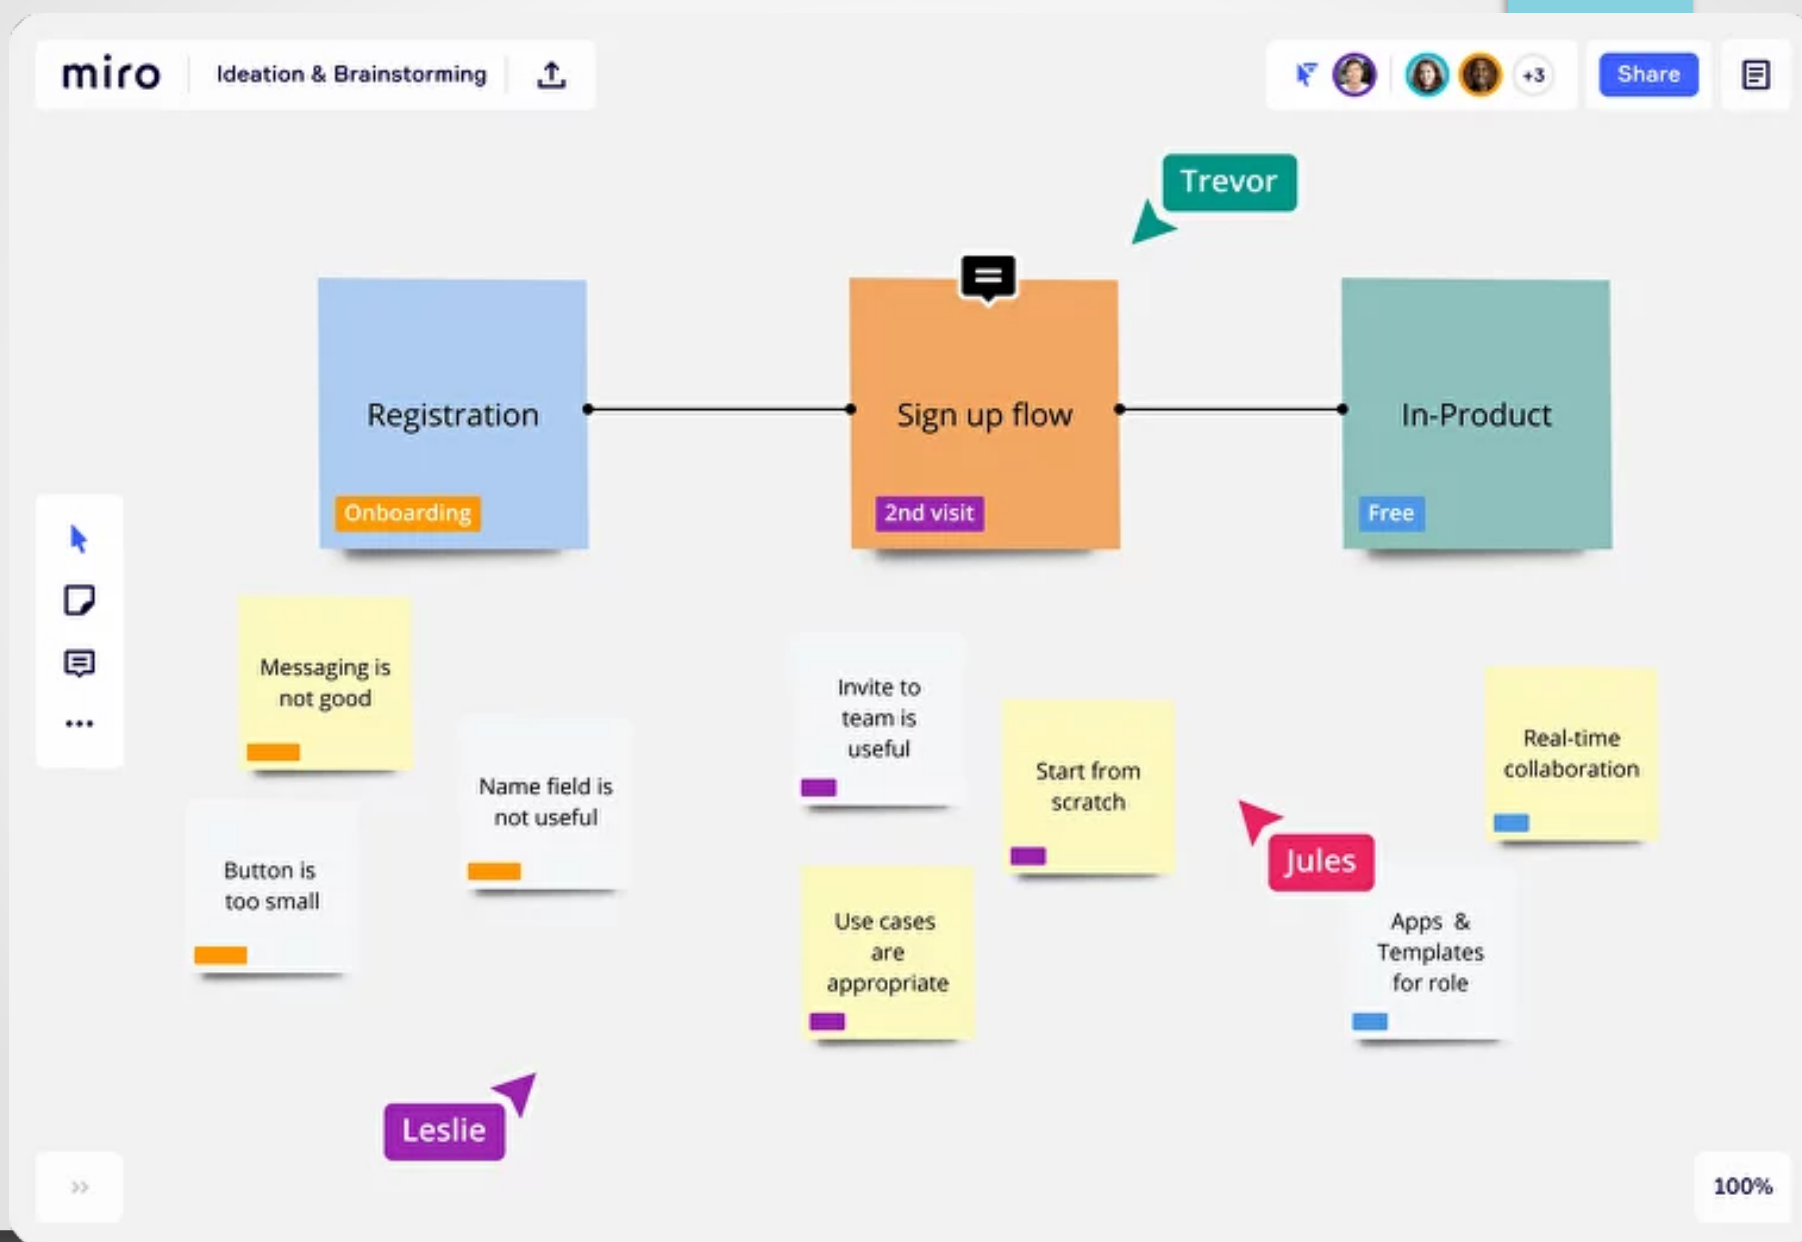 miro
Ideation & Brainstorming
+3
Share
Trevor
Registration
Onboarding
Sign up flow
2nd visit
In-Product
Free
Messaging is
not good
Name field is
not useful
Button is
too small
Invite to
team is
useful
Start from
scratch
Use cases
are
appropriate
Jules
Real-time
collaboration
Apps &
Templates
for role
Leslie
100%